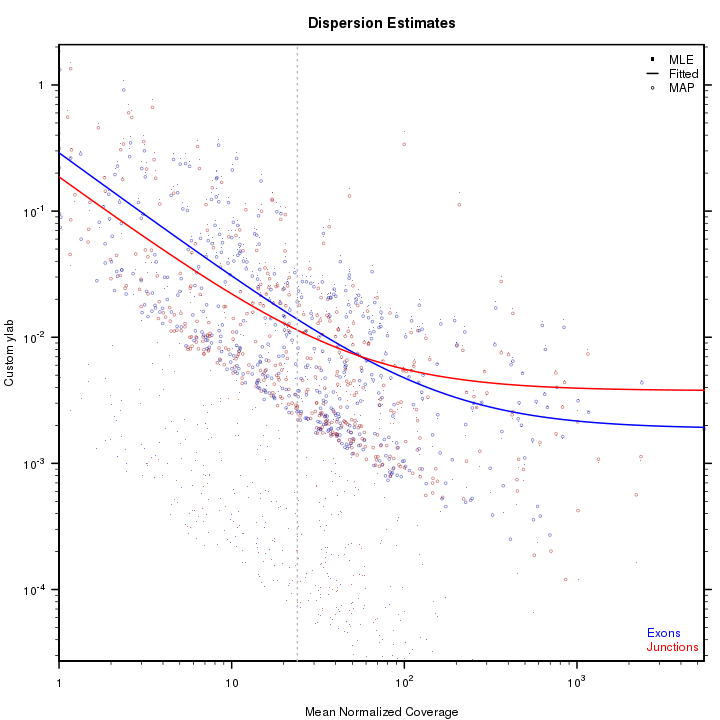 Dispersion Estimates
MLE
Fitted
MAP
Custom ylab
1
10^-1
10^-2
10^-3
10^-4
Exons
Junctions
1
10
10^2
10^3
Mean Normalized Coverage